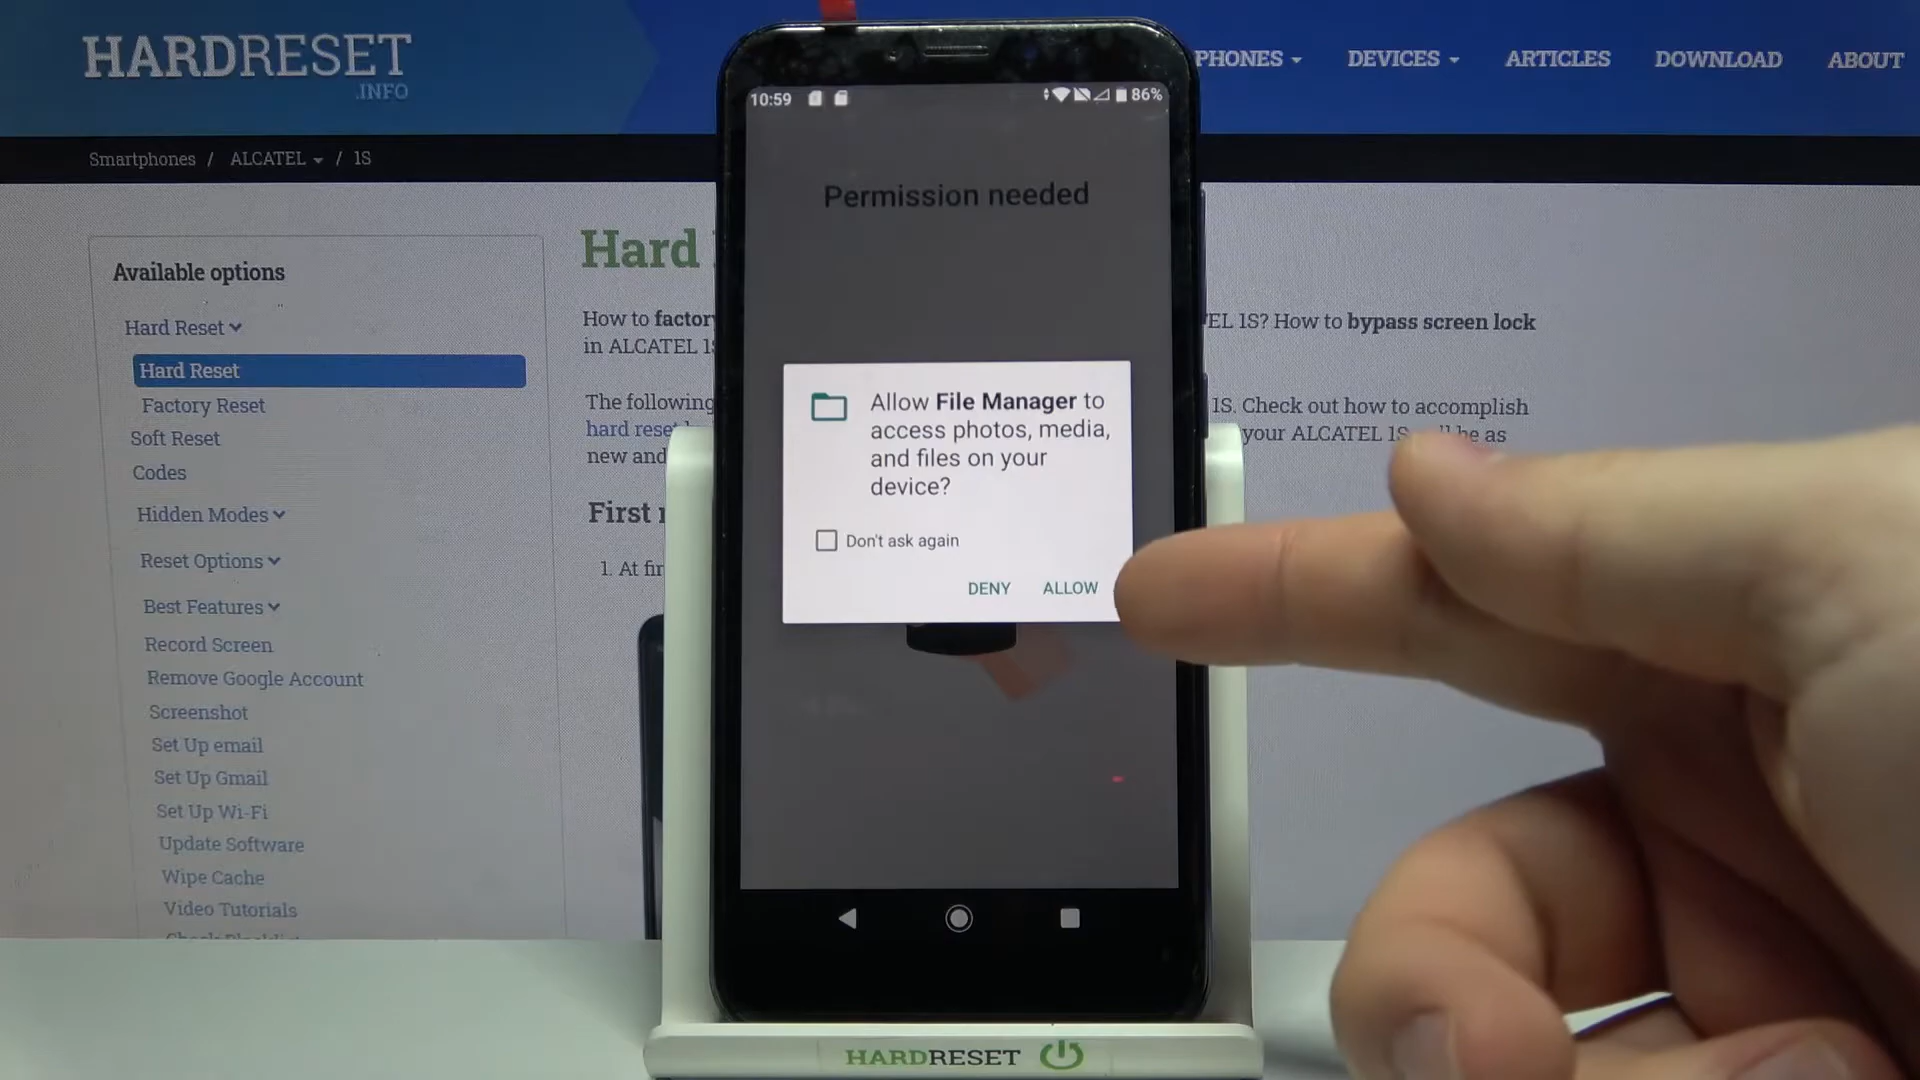 HARDRESET
.INFO
PHONES
DEVICES
ARTICLES
DOWNLOAD
ABOUT
Smartphones / ALCATEL / 1S
Available options
Hard Reset
Hard Reset
Factory Reset
Soft Reset
Codes
Hidden Modes
Reset Options
Best Features
Record Screen
Remove Google Account
Screenshot
Set Up email
Set Up Gmail
Set Up Wi-Fi
Update Software
Wipe Cache
Video Tutorials
Hard
How to factory
EL 1S? How to bypass screen lock
in ALCATEL 1S
The following
1S. Check out how to accomplish
hard reset
your ALCATEL 1S will be as
new and
First
1. At fir
10:59
86%
Permission needed
Allow File Manager to
access photos, media,
and files on your
device?
Don't ask again
DENY ALLOW
HARDRESET